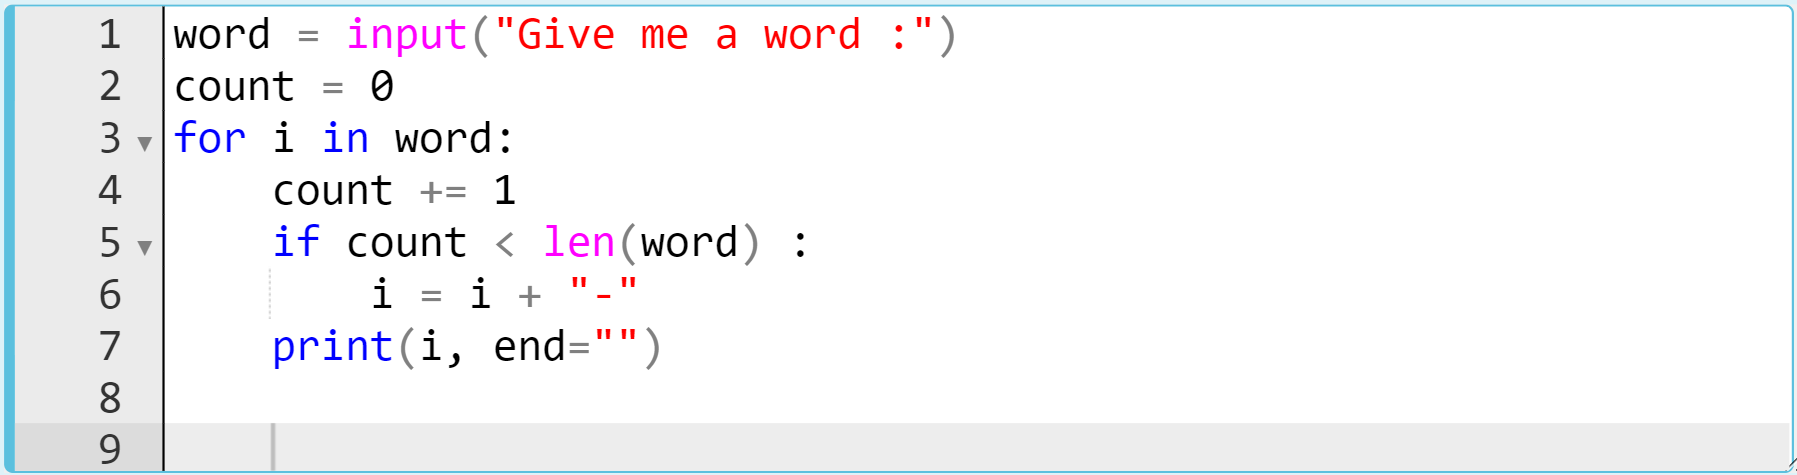 1 word = input("Give me a word :")
2 count = 0
3 for i in word:
4     count += 1
5     if count < len(word) :
6         i = i + "-"
7     print(i, end="")
8
9